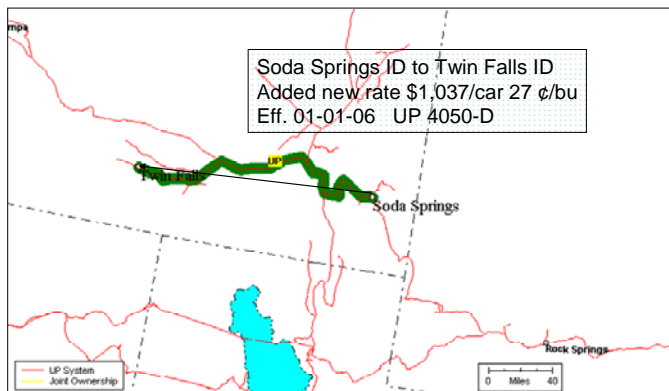 mpa
Soda Springs ID to Twin Falls ID
Added new rate $1,037/car 27 ¢/bu
Eff. 01-01-06 UP 4050-D
UP
Twin Falls
Soda Springs
Rock Springs
UP System
Joint Ownership
0 Miles 40